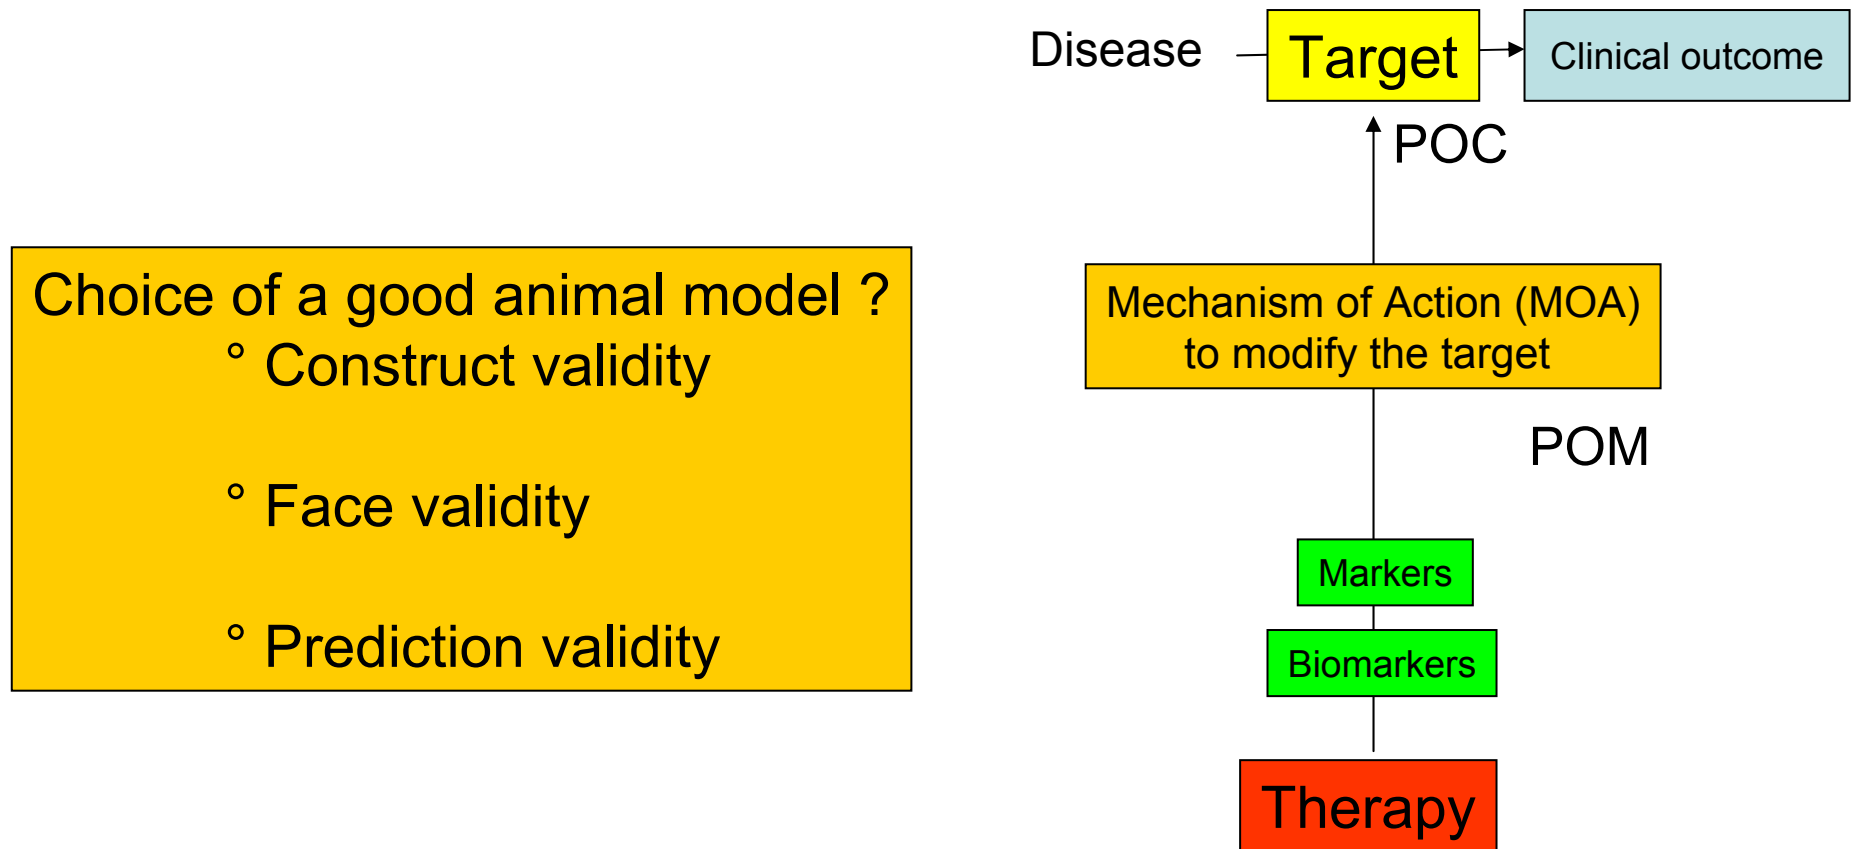 Disease
Target
Clinical outcome
POC
Choice of a good animal model ?
° Construct validity
° Face validity
° Prediction validity
Mechanism of Action (MOA)
to modify the target
POM
Markers
Biomarkers
Therapy